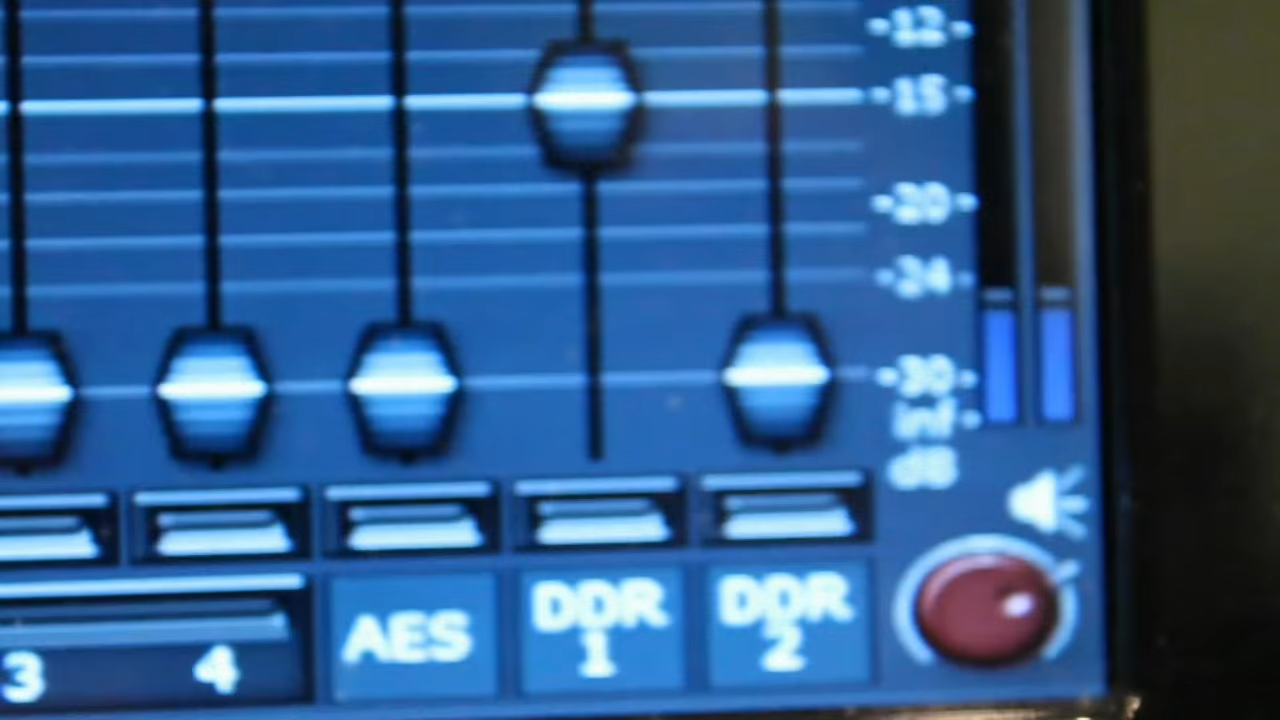 -12-
-15-
-20-
-24-
-30-
inf-
dB
3
4
AES
DDR
1
DDR
2